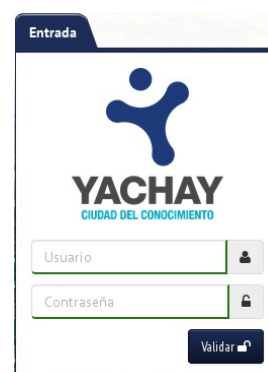 Entrada
YACHAY
CIUDAD DEL CONOCIMIENTO
Usuario
Contraseña
Validar